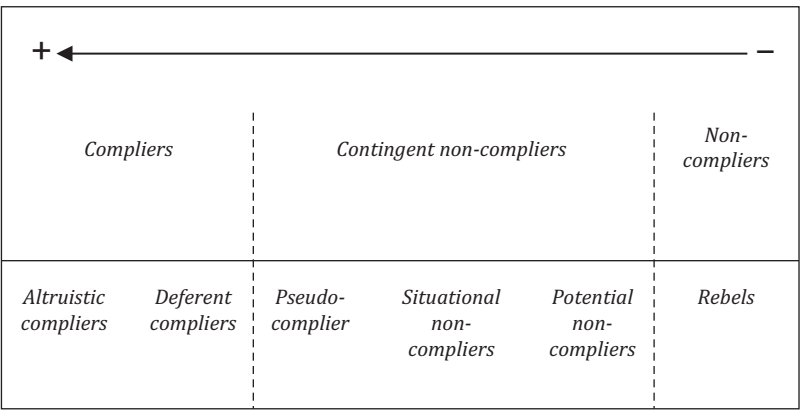 + −
Compliers
Contingent non-compliers
Non-
compliers
Altruistic
compliers
Deferent
compliers
Pseudo-
complier
Situational
non-
compliers
Potential
non-
compliers
Rebels